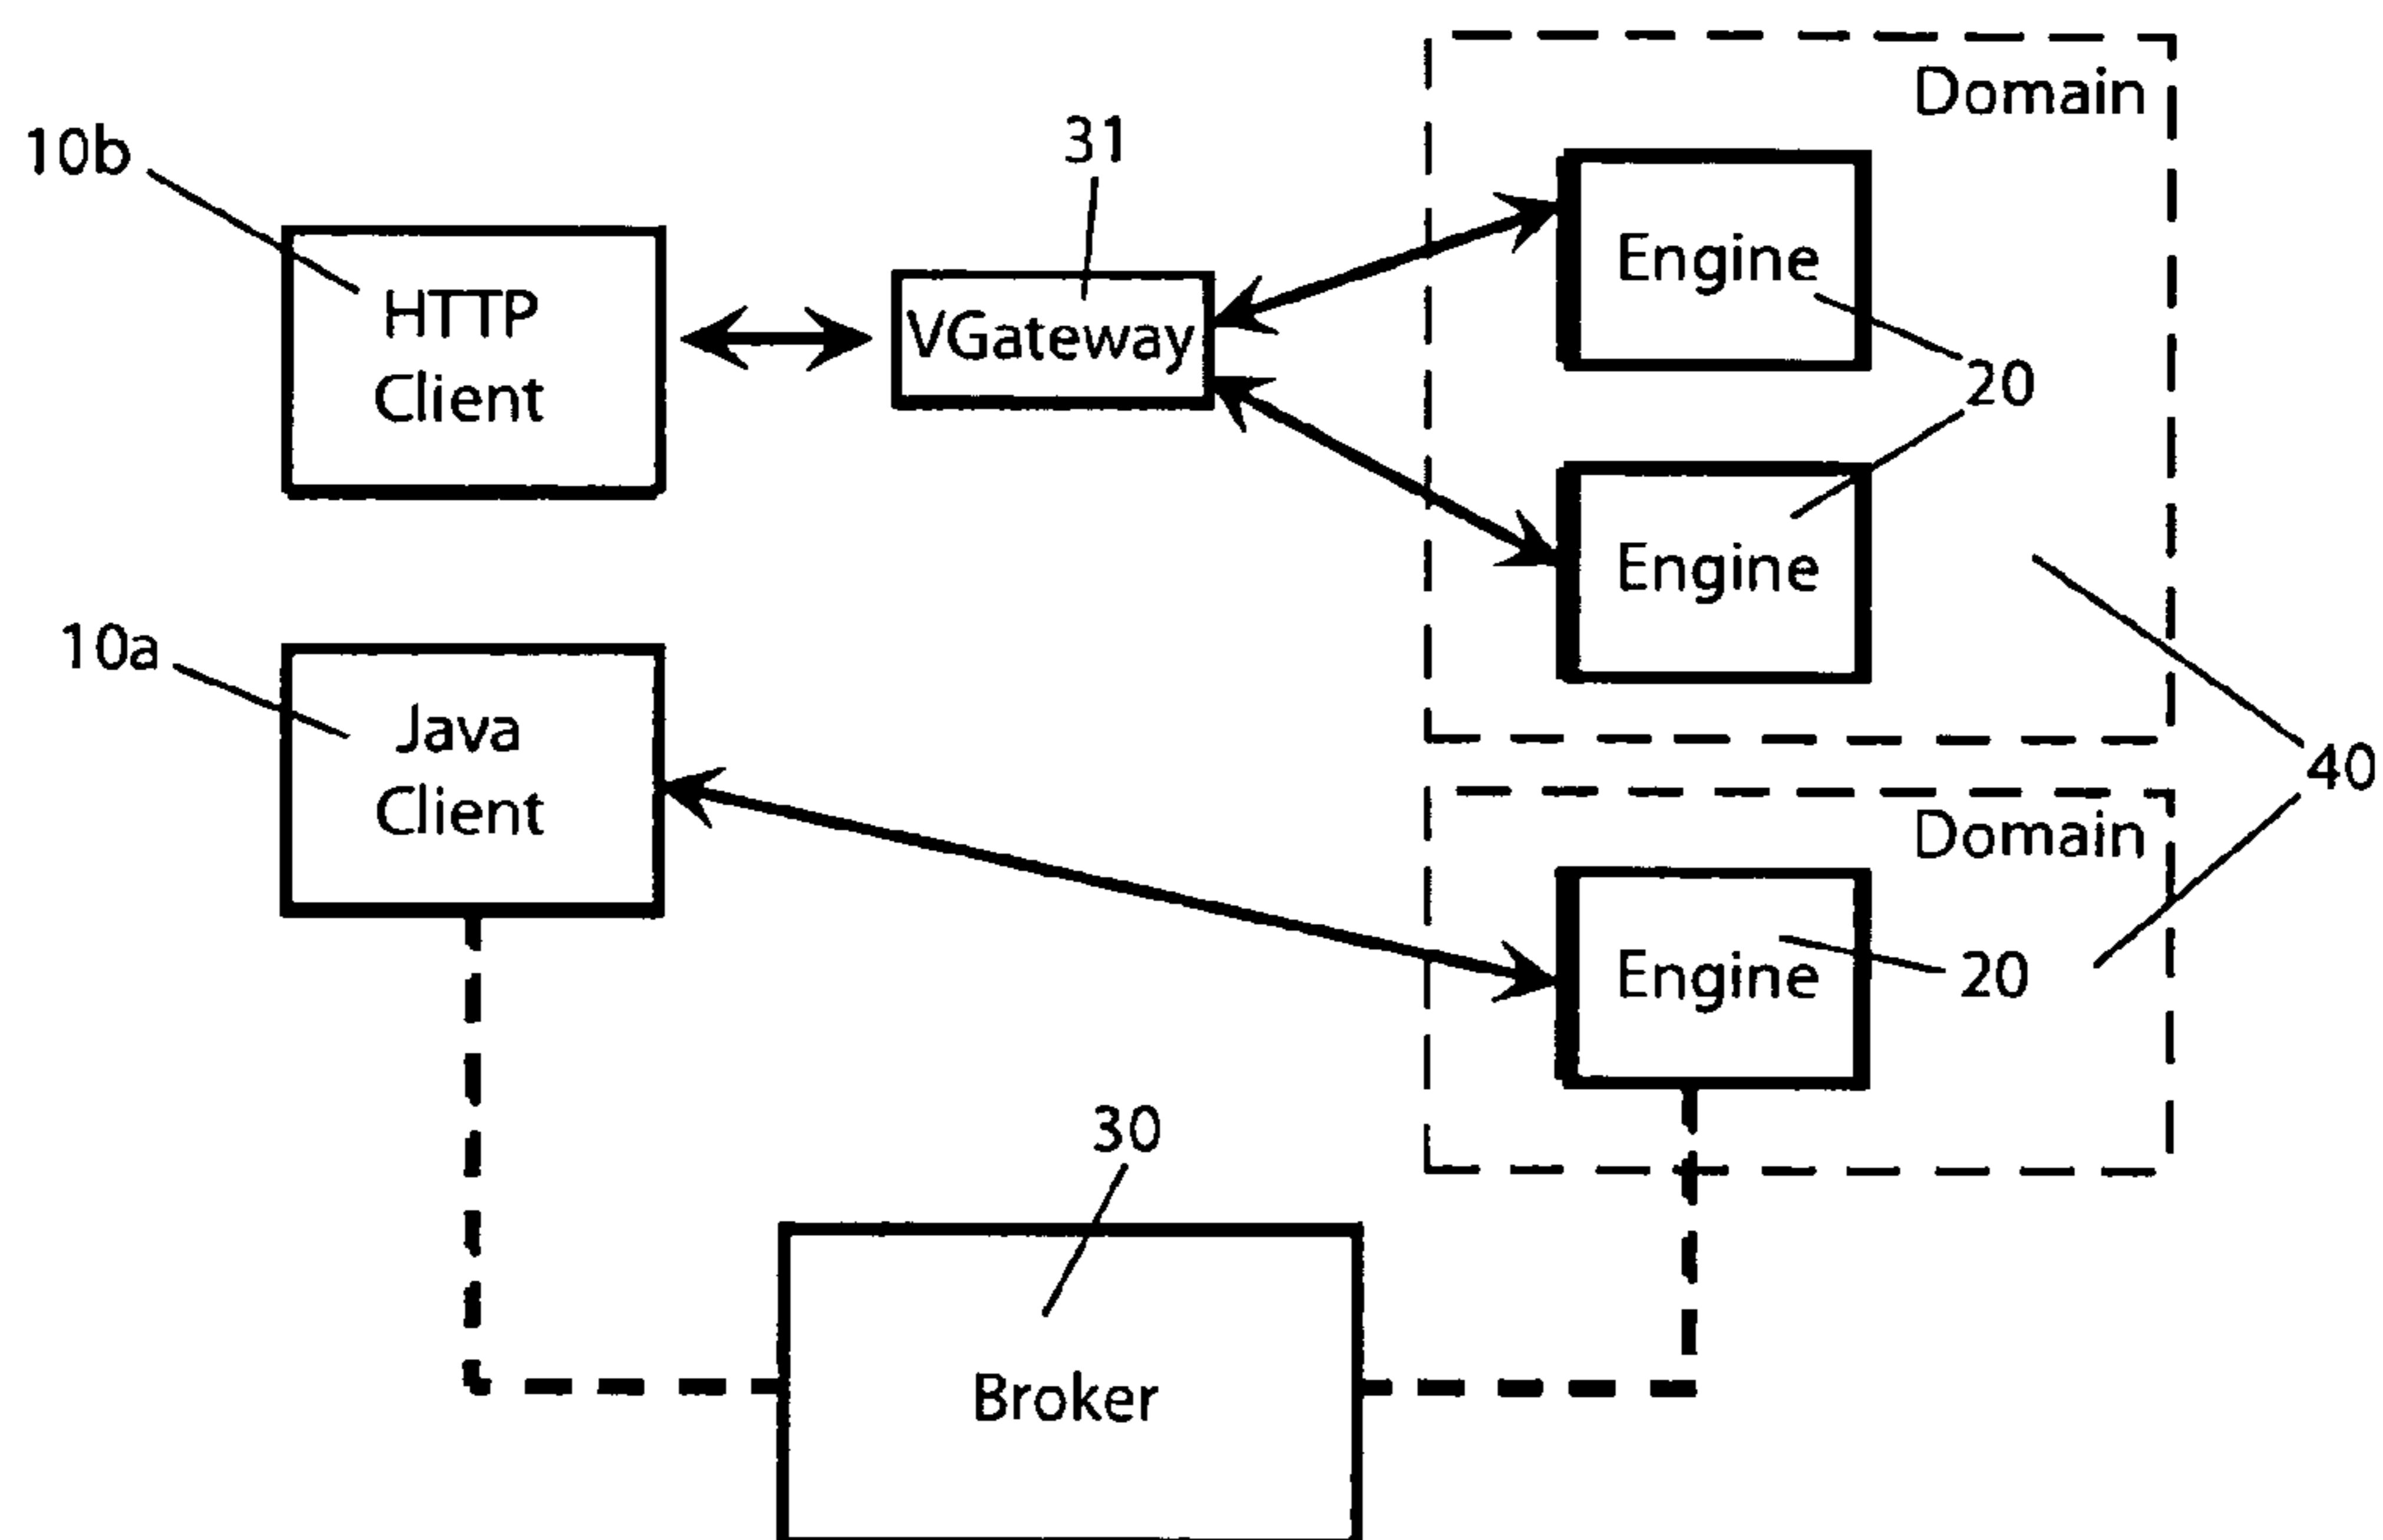 Domain
31
10b
Engine
HTTP
Client
VGateway
20
Engine
10a
Java
Client
40
Domain
Engine
20
30
Broker